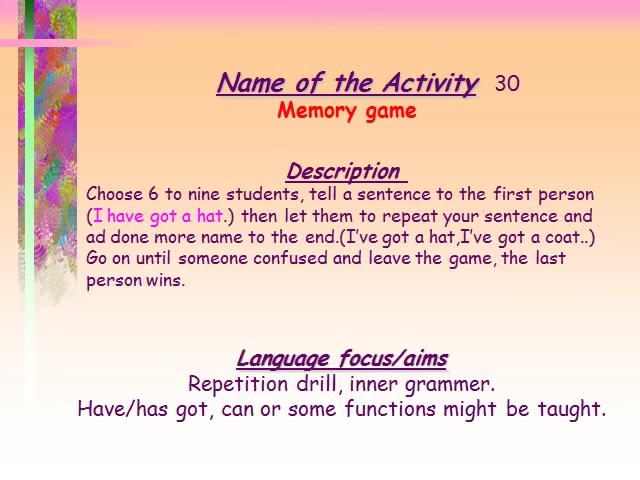 Name of the Activity 30
Memory game
Description
Choose 6 to nine students, tell a sentence to the first person
(I have got a hat.) then let them to repeat your sentence and
ad done more name to the end.(I've got a hat,I've got a coat..)
Go on until someone confused and leave the game, the last
person wins.
Language focus/aims
Repetition drill, inner grammer.
Have/has got, can or some functions might be taught.